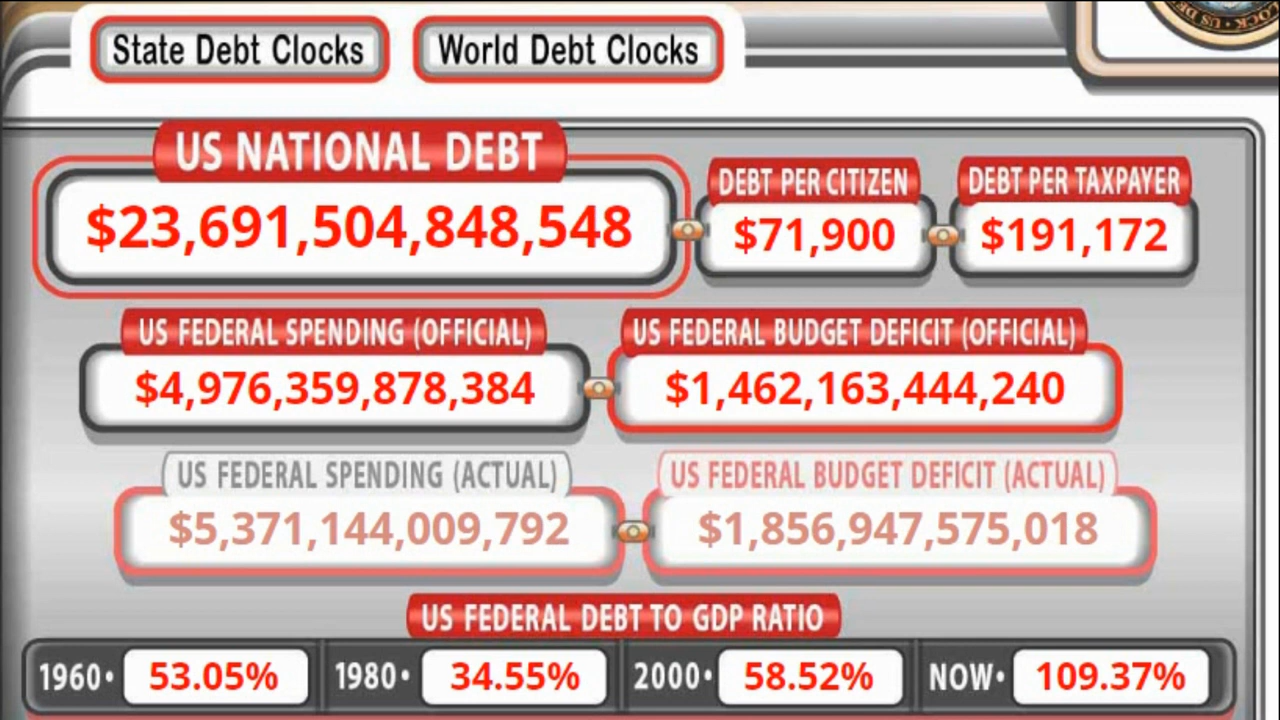 State Debt Clocks World Debt Clocks
LOCK • US DE
US NATIONAL DEBT
$23,691,504,848,548
DEBT PER CITIZEN
$71,900
DEBT PER TAXPAYER
$191,172
US FEDERAL SPENDING (OFFICIAL)
$4,976,359,878,384
US FEDERAL BUDGET DEFICIT (OFFICIAL)
$1,462,163,444,240
US FEDERAL SPENDING (ACTUAL)
$5,371,144,009,792
US FEDERAL BUDGET DEFICIT (ACTUAL)
$1,856,947,575,018
US FEDERAL DEBT TO GDP RATIO
1960• 53.05% 1980• 34.55% 2000• 58.52% NOW• 109.37%